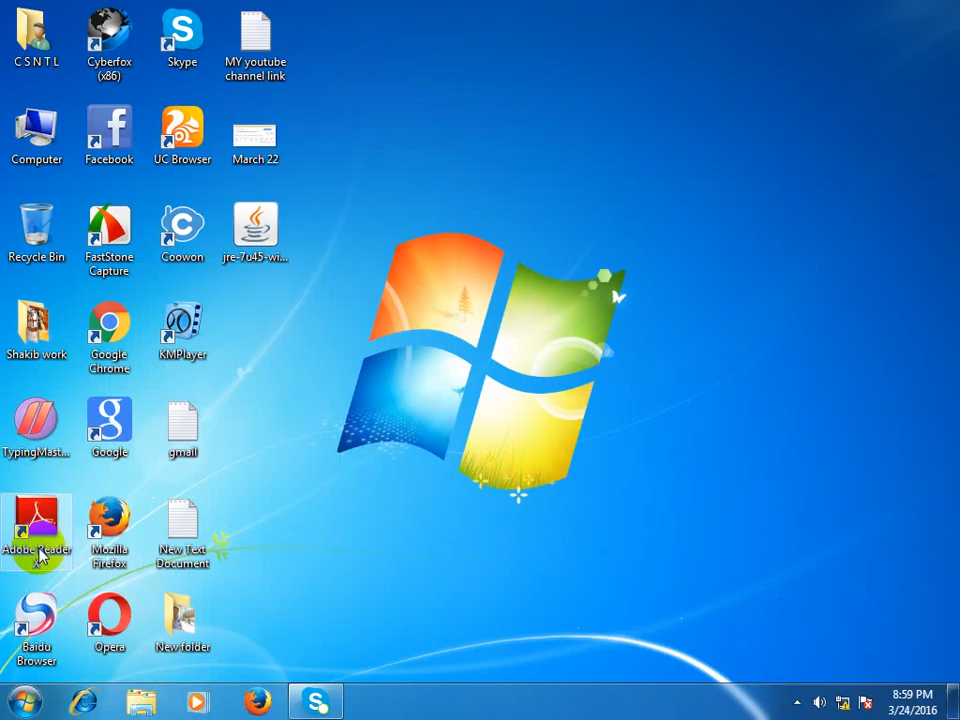 C S N T L
Cyberfox
(x86)
Skype
MY youtube
channel link
Computer
Facebook
UC Browser
March 22
Recycle Bin
FastStone
Capture
Coowon
jre-7u45-wi...
Shakib work
Google
Chrome
KMPlayer
TypingMast...
Google
gmail
Adobe Reader
X
Mozilla
Firefox
New Text
Document
Baidu
Browser
Opera
New folder
8:59 PM
3/24/2016